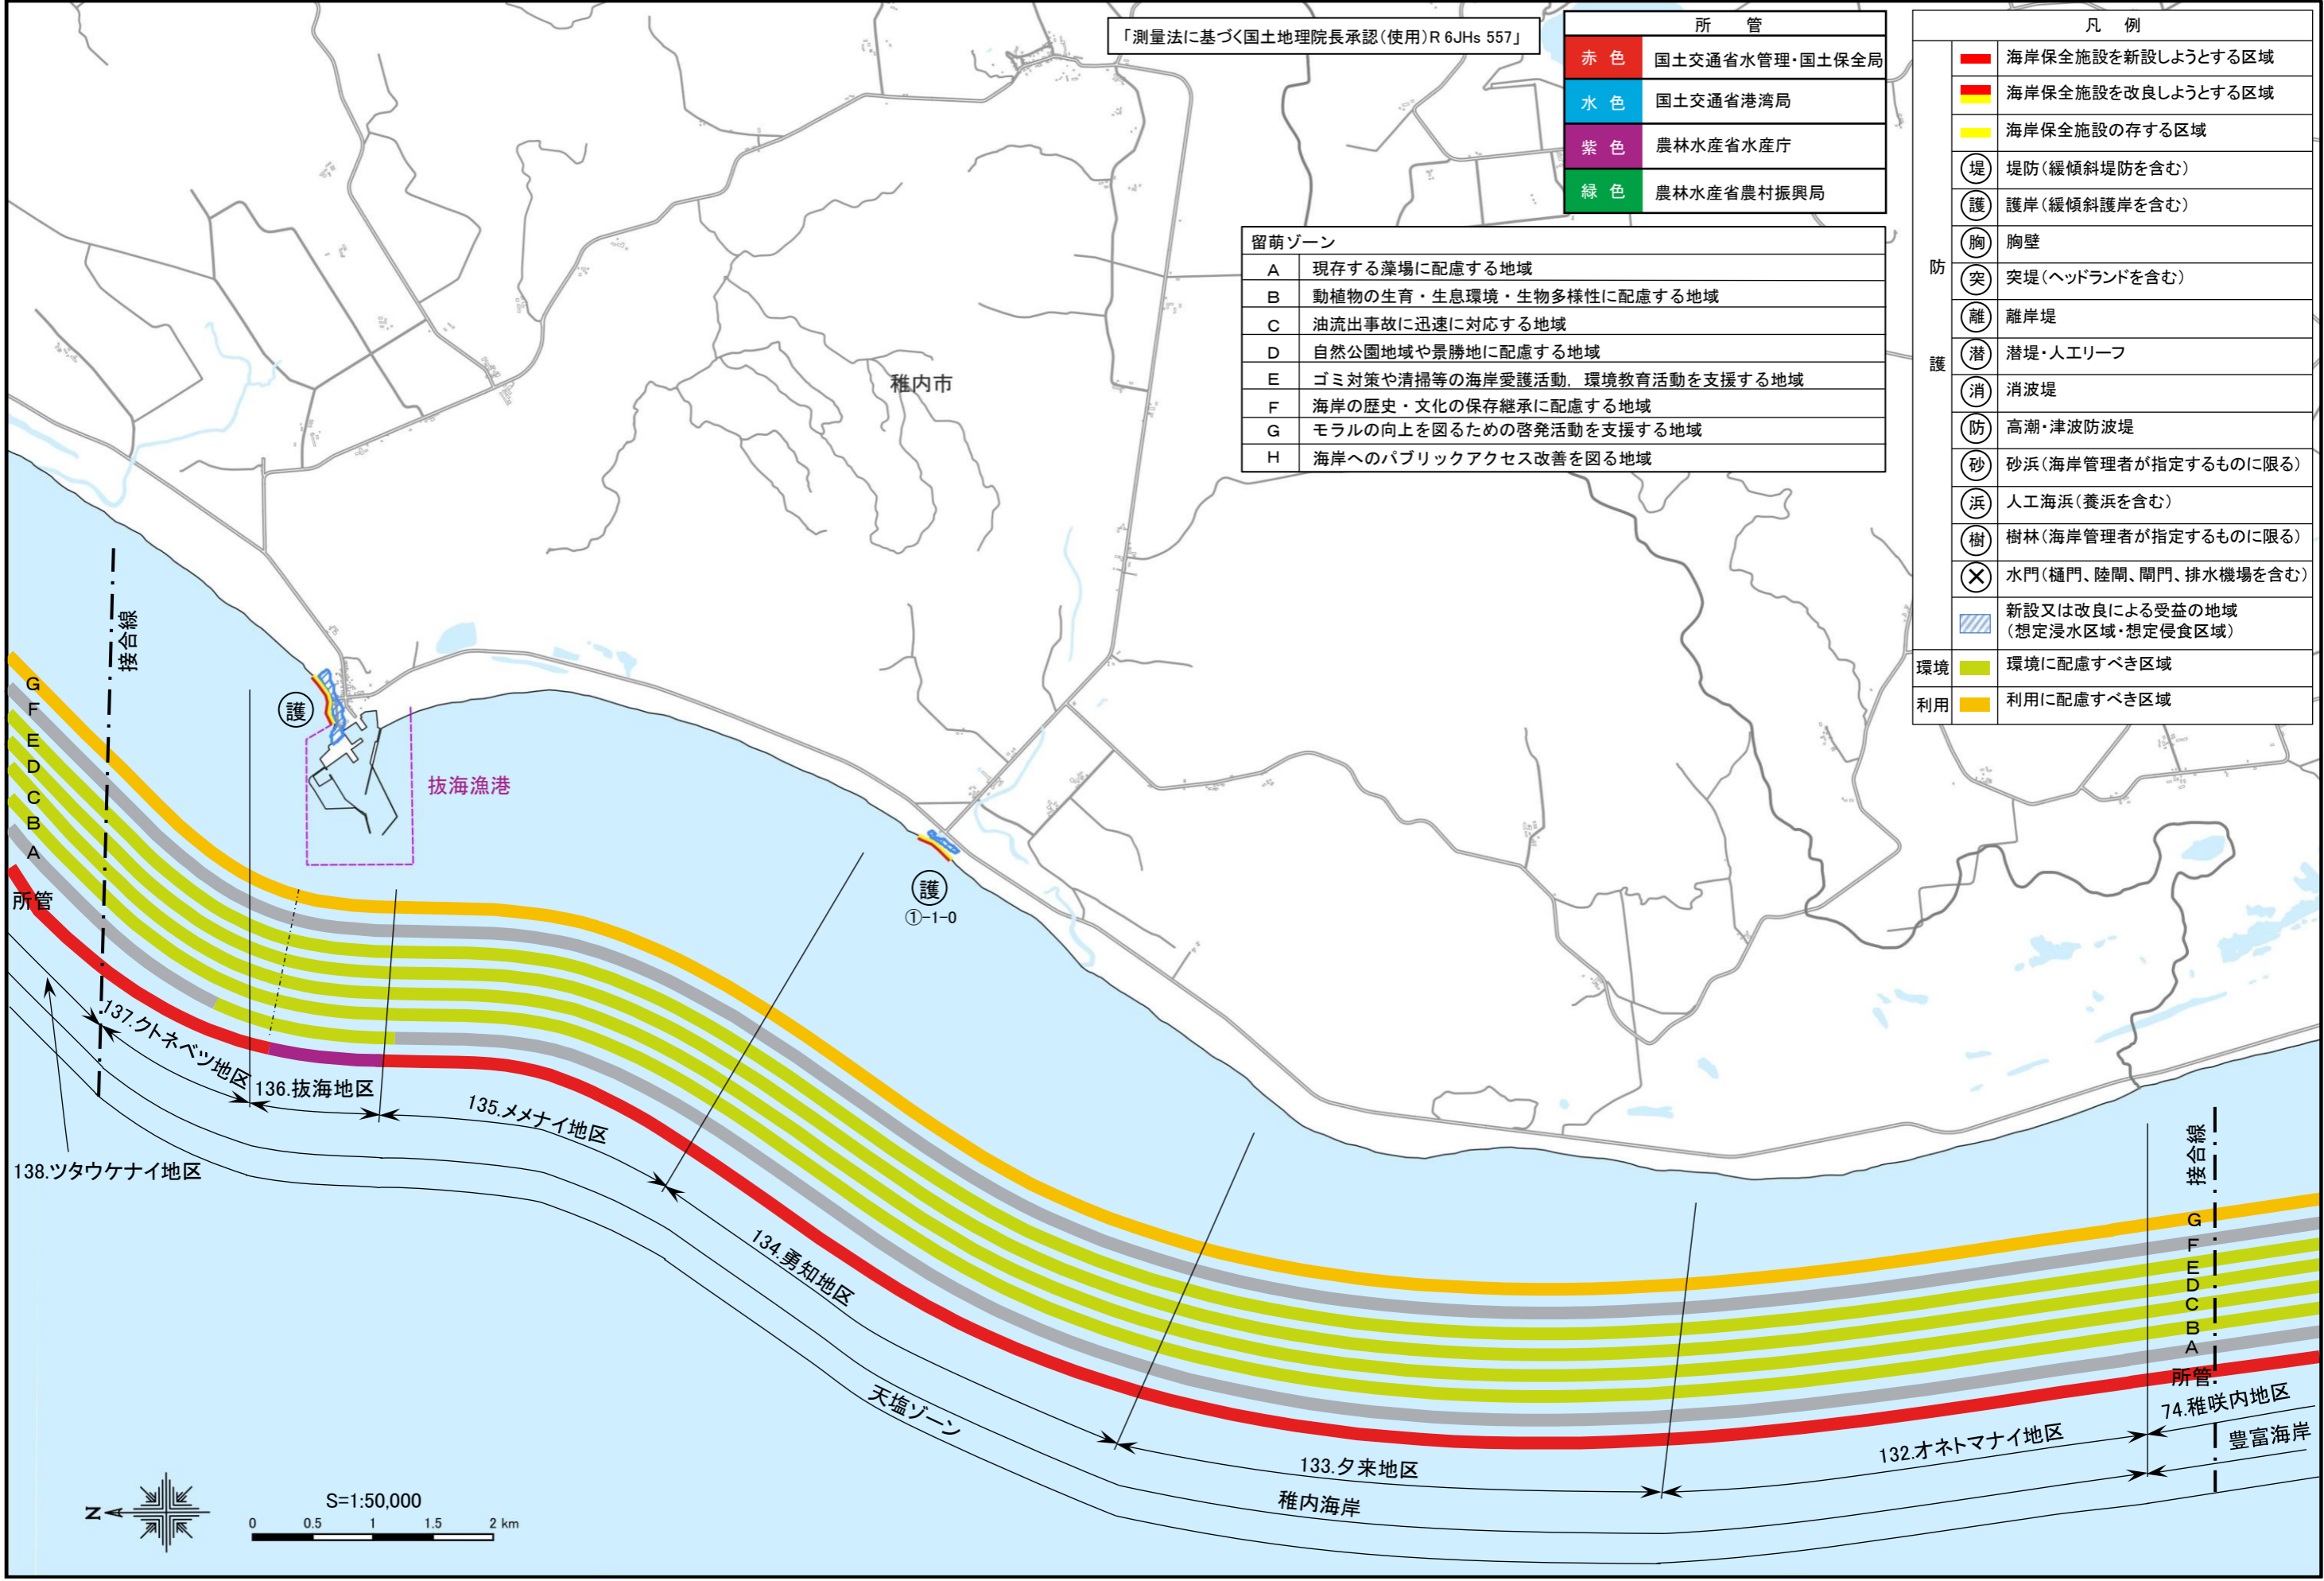 「測量法に基づく国土地理院長承認(使用)R 6JHs 557」
所　管
赤 色 国土交通省水管理・国土保全局
水 色 国土交通省港湾局
紫 色 農林水産省水産庁
緑 色 農林水産省農村振興局
凡　例
防護
海岸保全施設を新設しようとする区域
海岸保全施設を改良しようとする区域
海岸保全施設の存する区域
堤 堤防(緩傾斜堤防を含む)
護 護岸(緩傾斜護岸を含む)
胸 胸壁
突 突堤(ヘッドランドを含む)
離 離岸堤
潜 潜堤・人工リーフ
消 消波堤
防 高潮・津波防波堤
砂 砂浜(海岸管理者が指定するものに限る)
浜 人工海浜(養浜を含む)
樹 樹林(海岸管理者が指定するものに限る)
水門(樋門、陸閘、閘門、排水機場を含む)
新設又は改良による受益の地域
(想定浸水区域・想定侵食区域)
環境 環境に配慮すべき区域
利用 利用に配慮すべき区域
留萌ゾーン
A 現存する藻場に配慮する地域
B 動植物の生育・生息環境・生物多様性に配慮する地域
C 油流出事故に迅速に対応する地域
D 自然公園地域や景勝地に配慮する地域
E ゴミ対策や清掃等の海岸愛護活動，環境教育活動を支援する地域
F 海岸の歴史・文化の保存継承に配慮する地域
G モラルの向上を図るための啓発活動を支援する地域
H 海岸へのパブリックアクセス改善を図る地域
稚内市
接合線
護
抜海漁港
護
①-1-0
G
F
E
D
C
B
A
所管
137.クトネベツ地区
136.抜海地区
135.メメナイ地区
138.ツタウケナイ地区
134.勇知地区
天塩ゾーン
133.夕来地区
稚内海岸
132.オネトマナイ地区
接合線
G
F
E
D
C
B
A
所管
74.稚咲内地区
豊富海岸
N
S=1:50,000
0 0.5 1 1.5 2 km